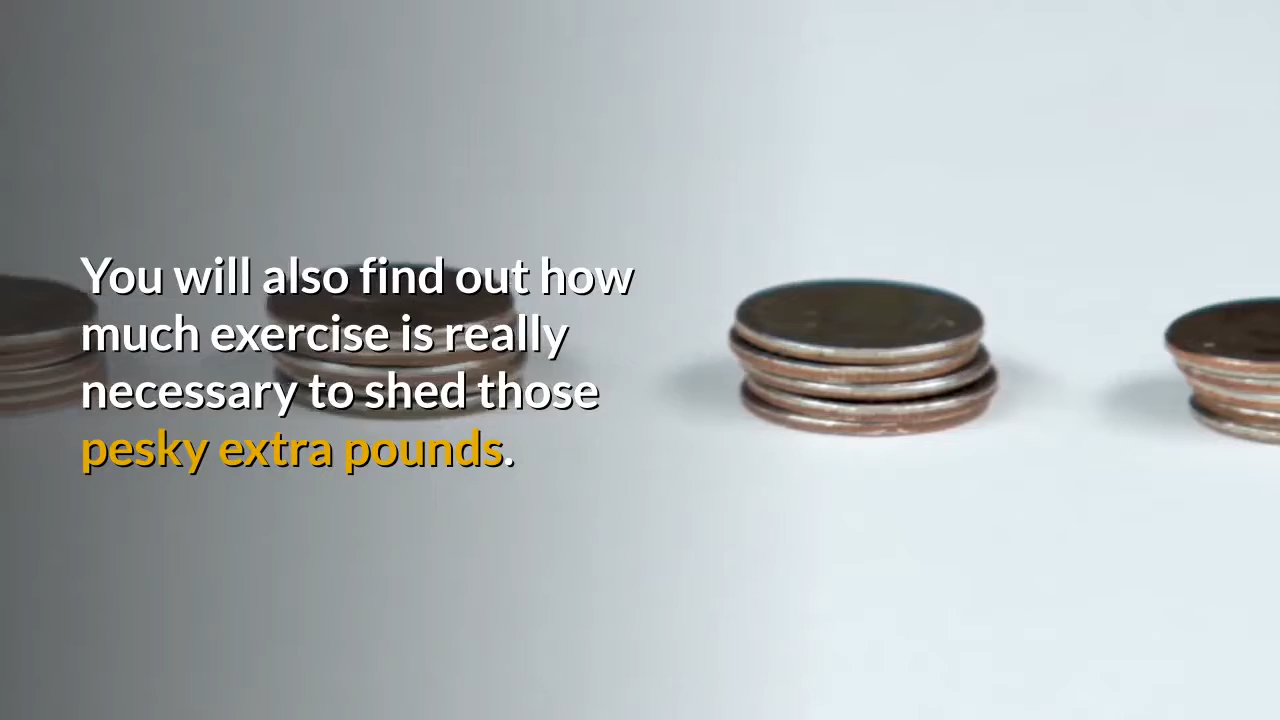 You will also find out how
much exercise is really
necessary to shed those
pesky extra pounds.